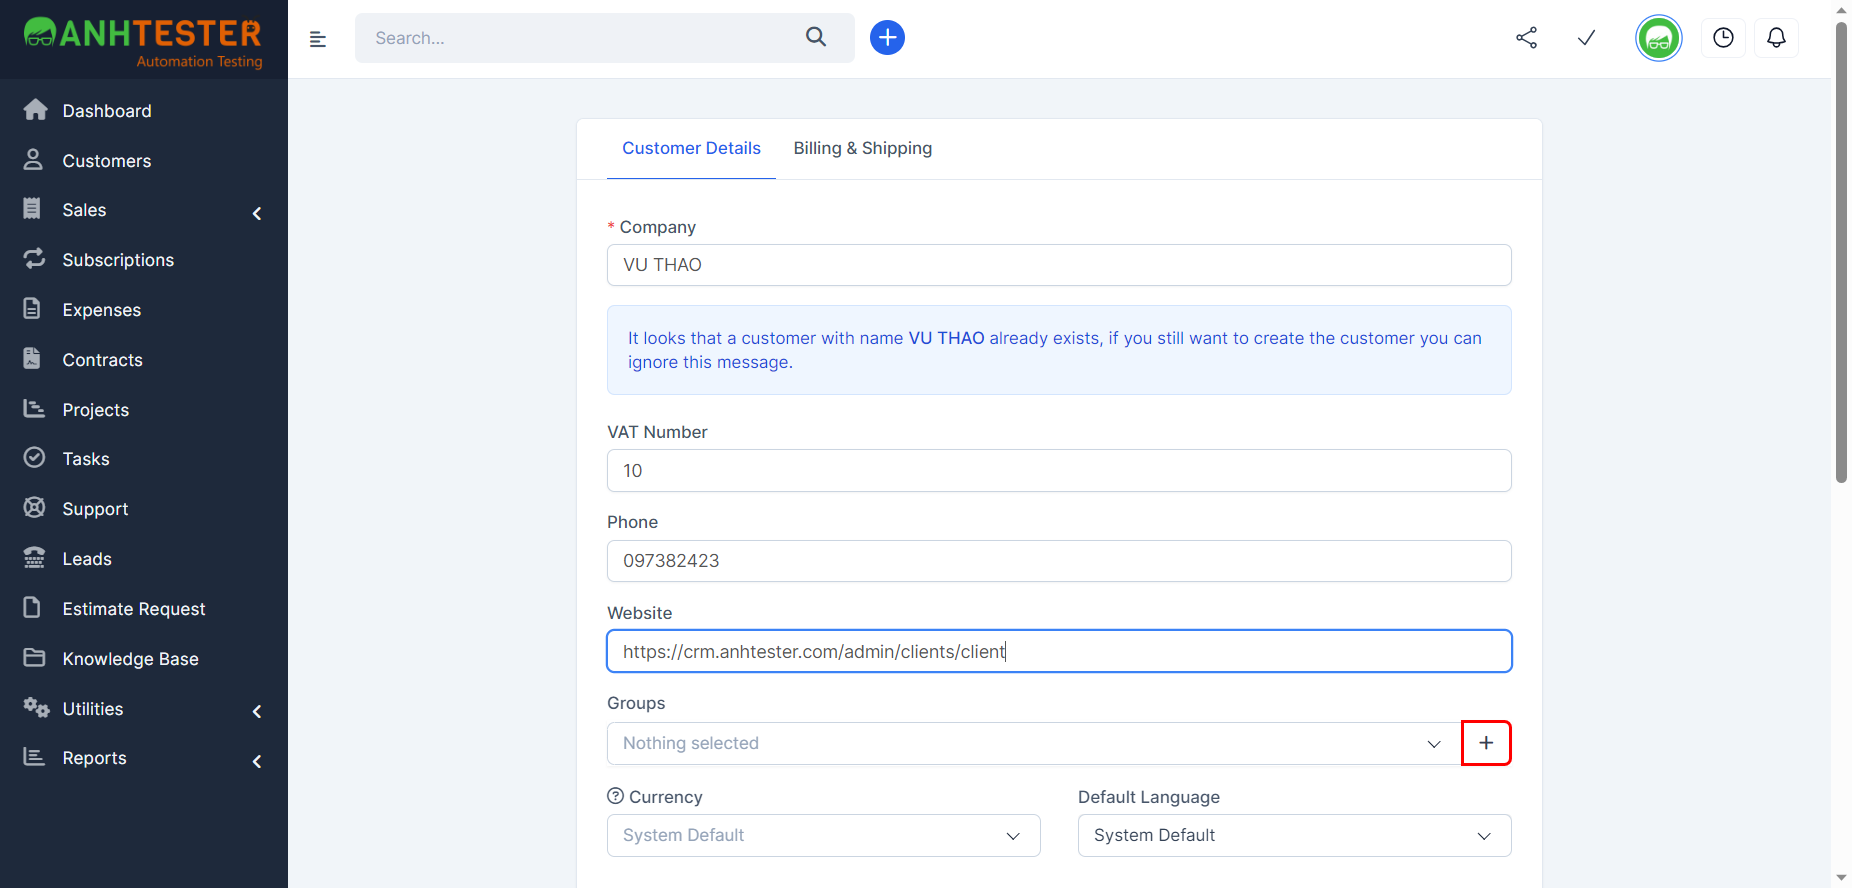 ANHTESTER
Automation Testing
Search...
Dashboard
Customers
Sales
Subscriptions
Expenses
Contracts
Projects
Tasks
Support
Leads
Estimate Request
Knowledge Base
Utilities
Reports
Customer Details
Billing & Shipping
* Company
VU THAO
It looks that a customer with name VU THAO already exists, if you still want to create the customer you can
ignore this message.
VAT Number
10
Phone
097382423
Website
https://crm.anhtester.com/admin/clients/client
Groups
Nothing selected
Currency
System Default
Default Language
System Default